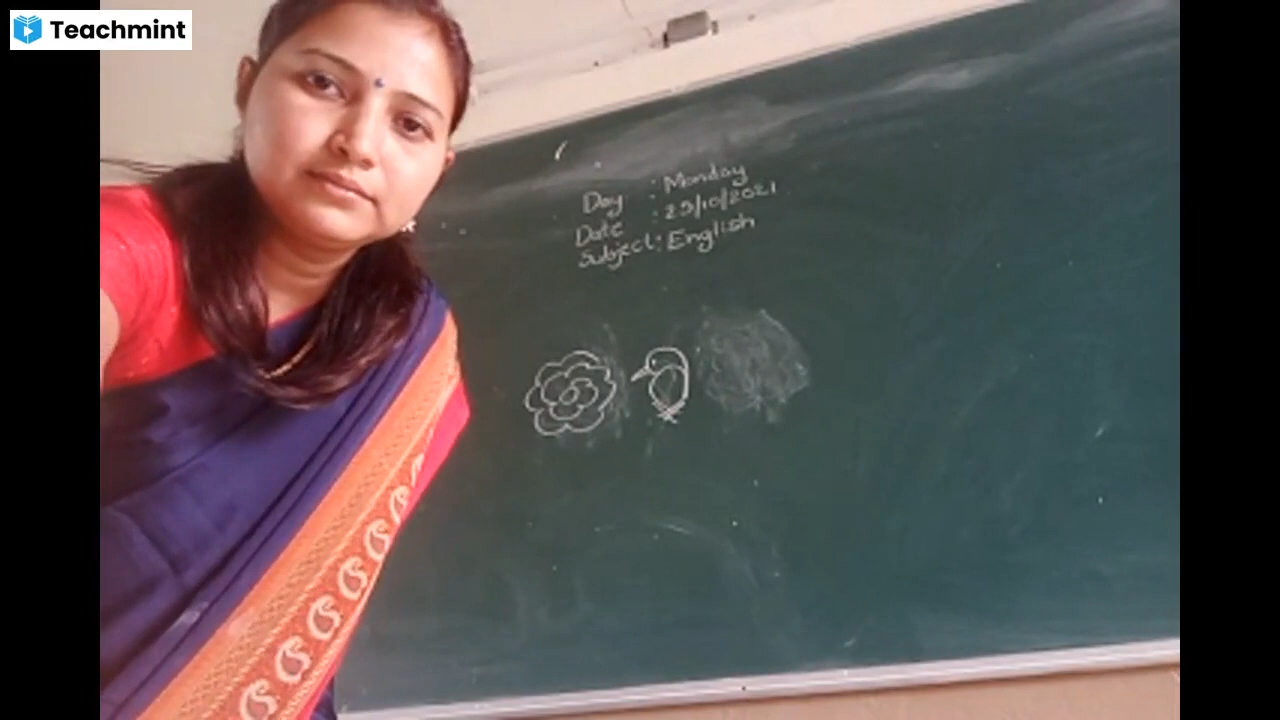 Teachmint
Day : Monday
Date : 25/10/2021
Subject : English